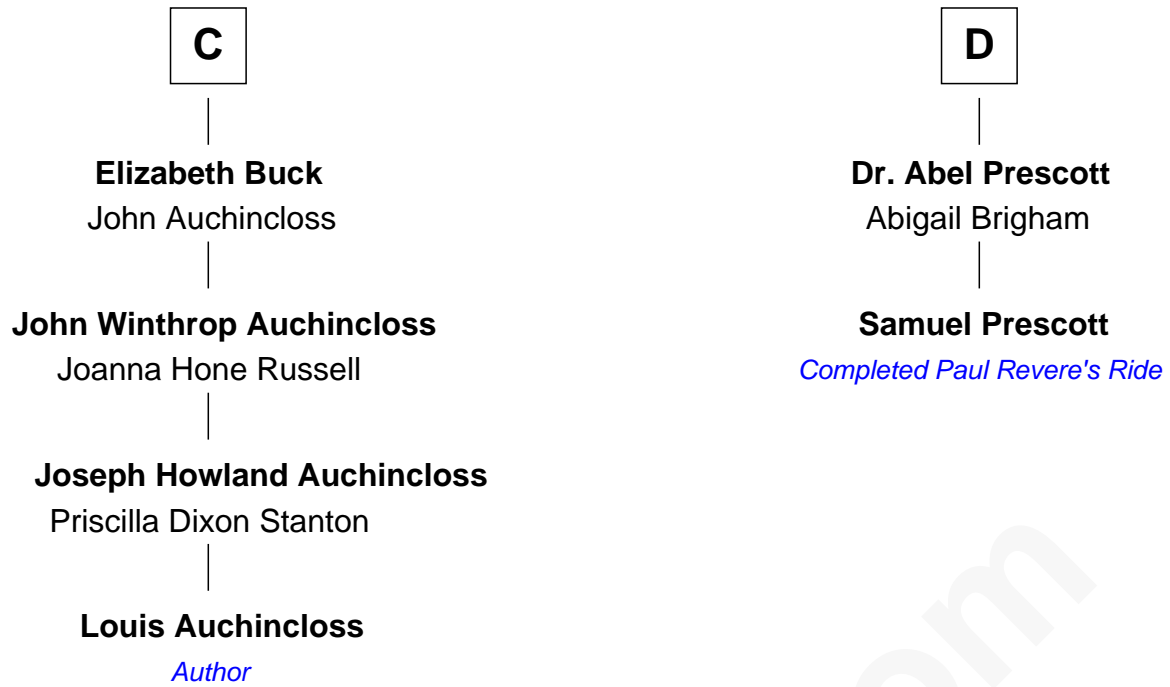 C
Elizabeth Buck
John Auchincloss
John Winthrop Auchincloss
Joanna Hone Russell
Joseph Howland Auchincloss
Priscilla Dixon Stanton
Louis Auchincloss
Author
D
Dr. Abel Prescott
Abigail Brigham
Samuel Prescott
Completed Paul Revere's Ride
om